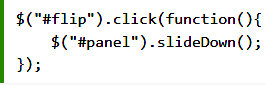 $("#flip").click(function(){
    $("#panel").slideDown();
});